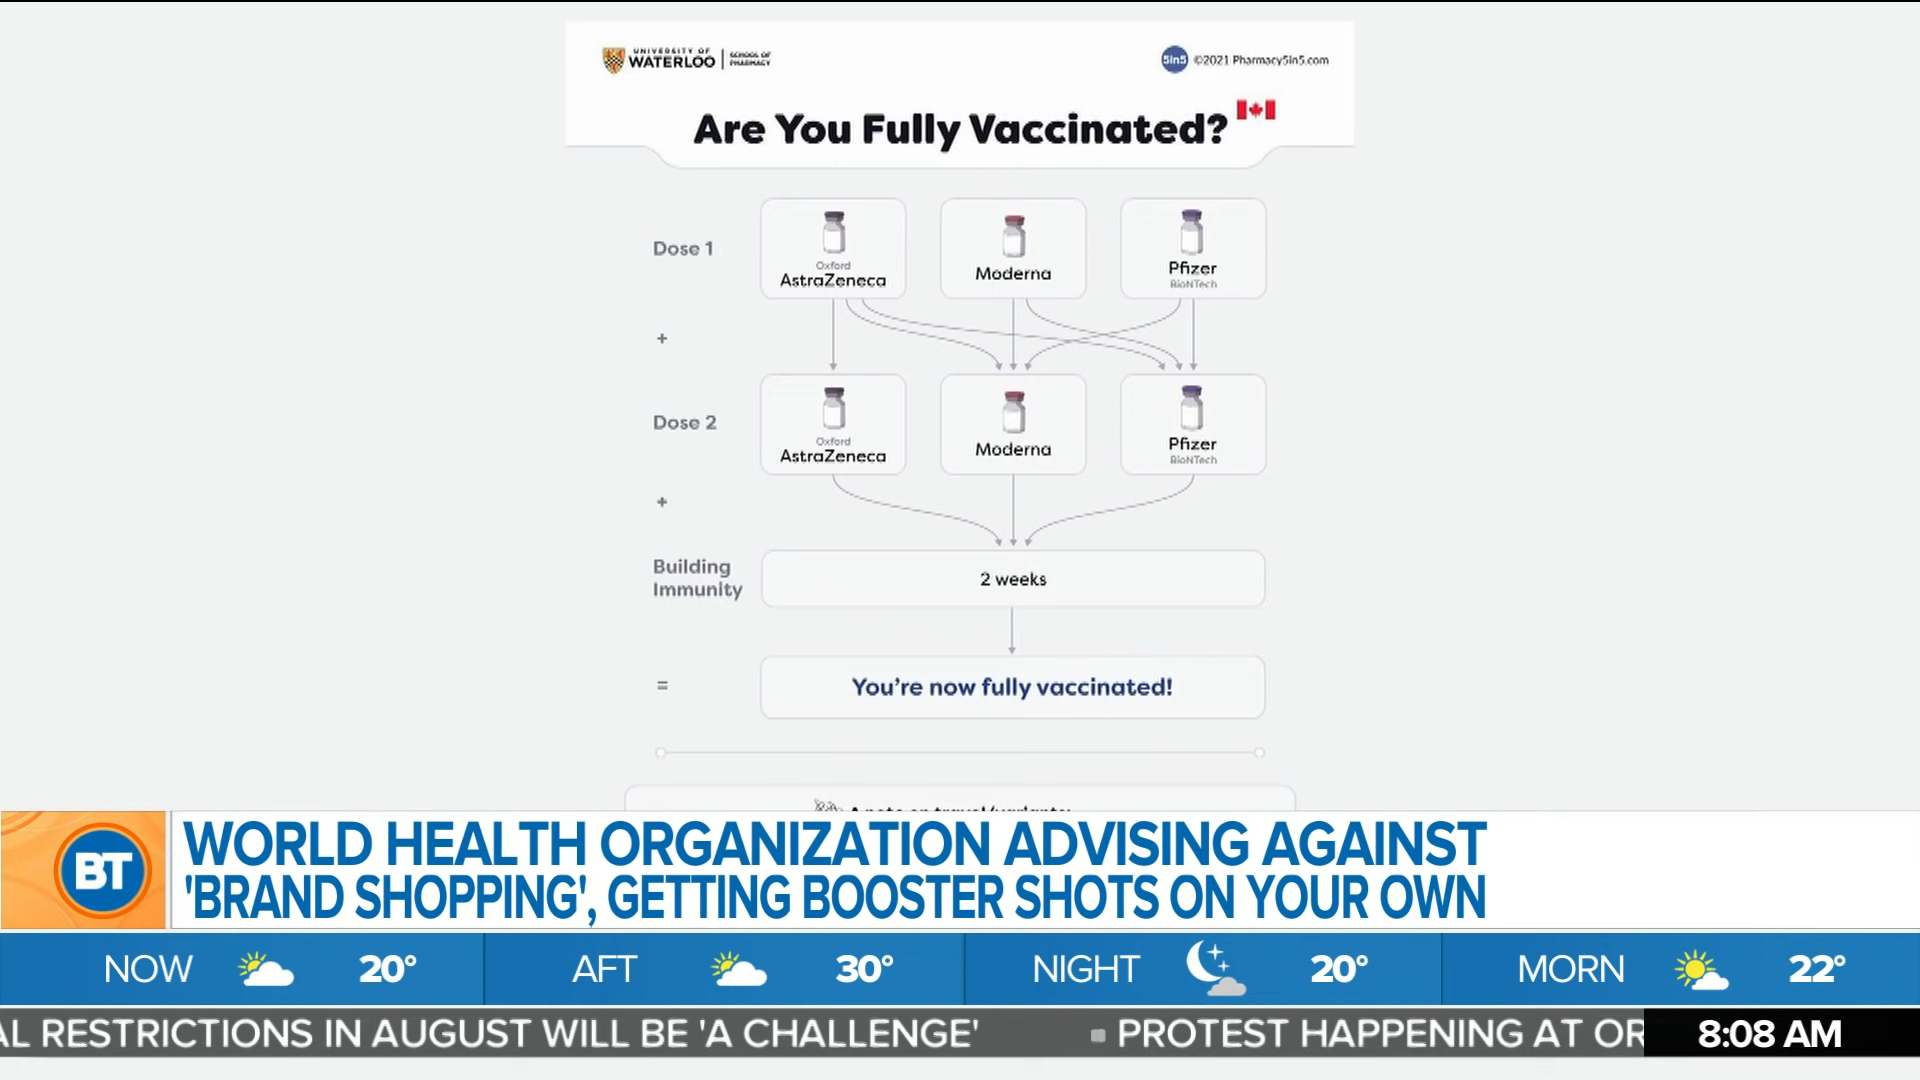 UNIVERSITY OF
WATERLOO
SCHOOL OF
PHARMACY
5in5 ©2021 Pharmacy5in5.com
Are You Fully Vaccinated?
Dose 1
Oxford
AstraZeneca
Moderna
Pfizer
BioNTech
+
Dose 2
Oxford
AstraZeneca
Moderna
Pfizer
BioNTech
+
Building
Immunity
2 weeks
=
You're now fully vaccinated!
BT
WORLD HEALTH ORGANIZATION ADVISING AGAINST
'BRAND SHOPPING', GETTING BOOSTER SHOTS ON YOUR OWN
NOW 20° AFT 30° NIGHT 20° MORN 22°
AL RESTRICTIONS IN AUGUST WILL BE 'A CHALLENGE' PROTEST HAPPENING AT OR 8:08 AM